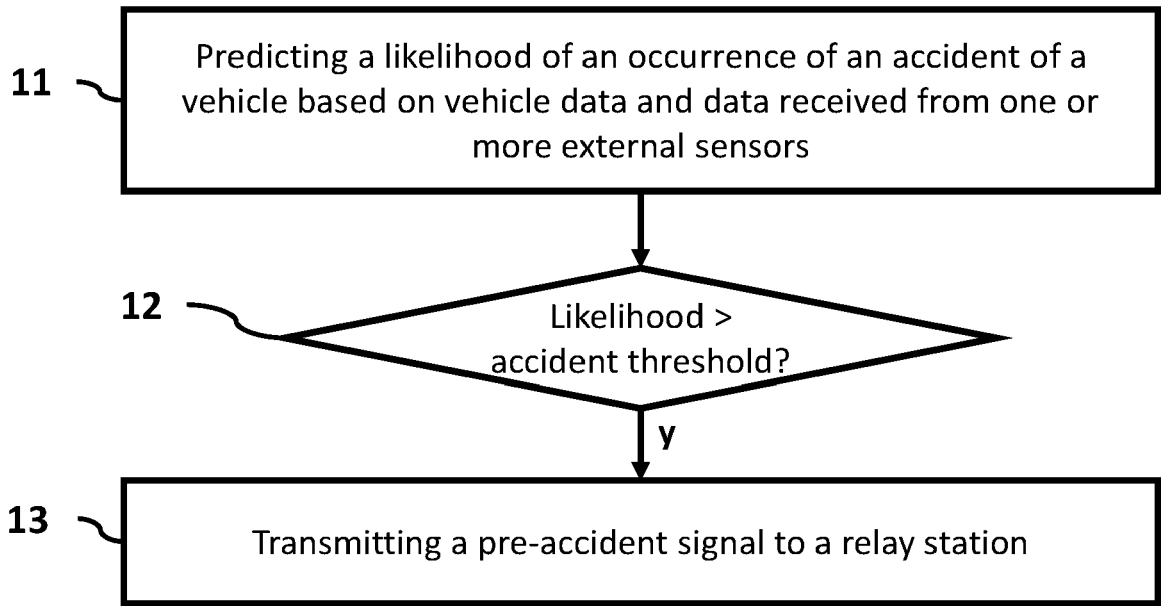 11
Predicting a likelihood of an occurrence of an accident of a
vehicle based on vehicle data and data received from one or
more external sensors
12
Likelihood >
accident threshold?
y
13
Transmitting a pre-accident signal to a relay station